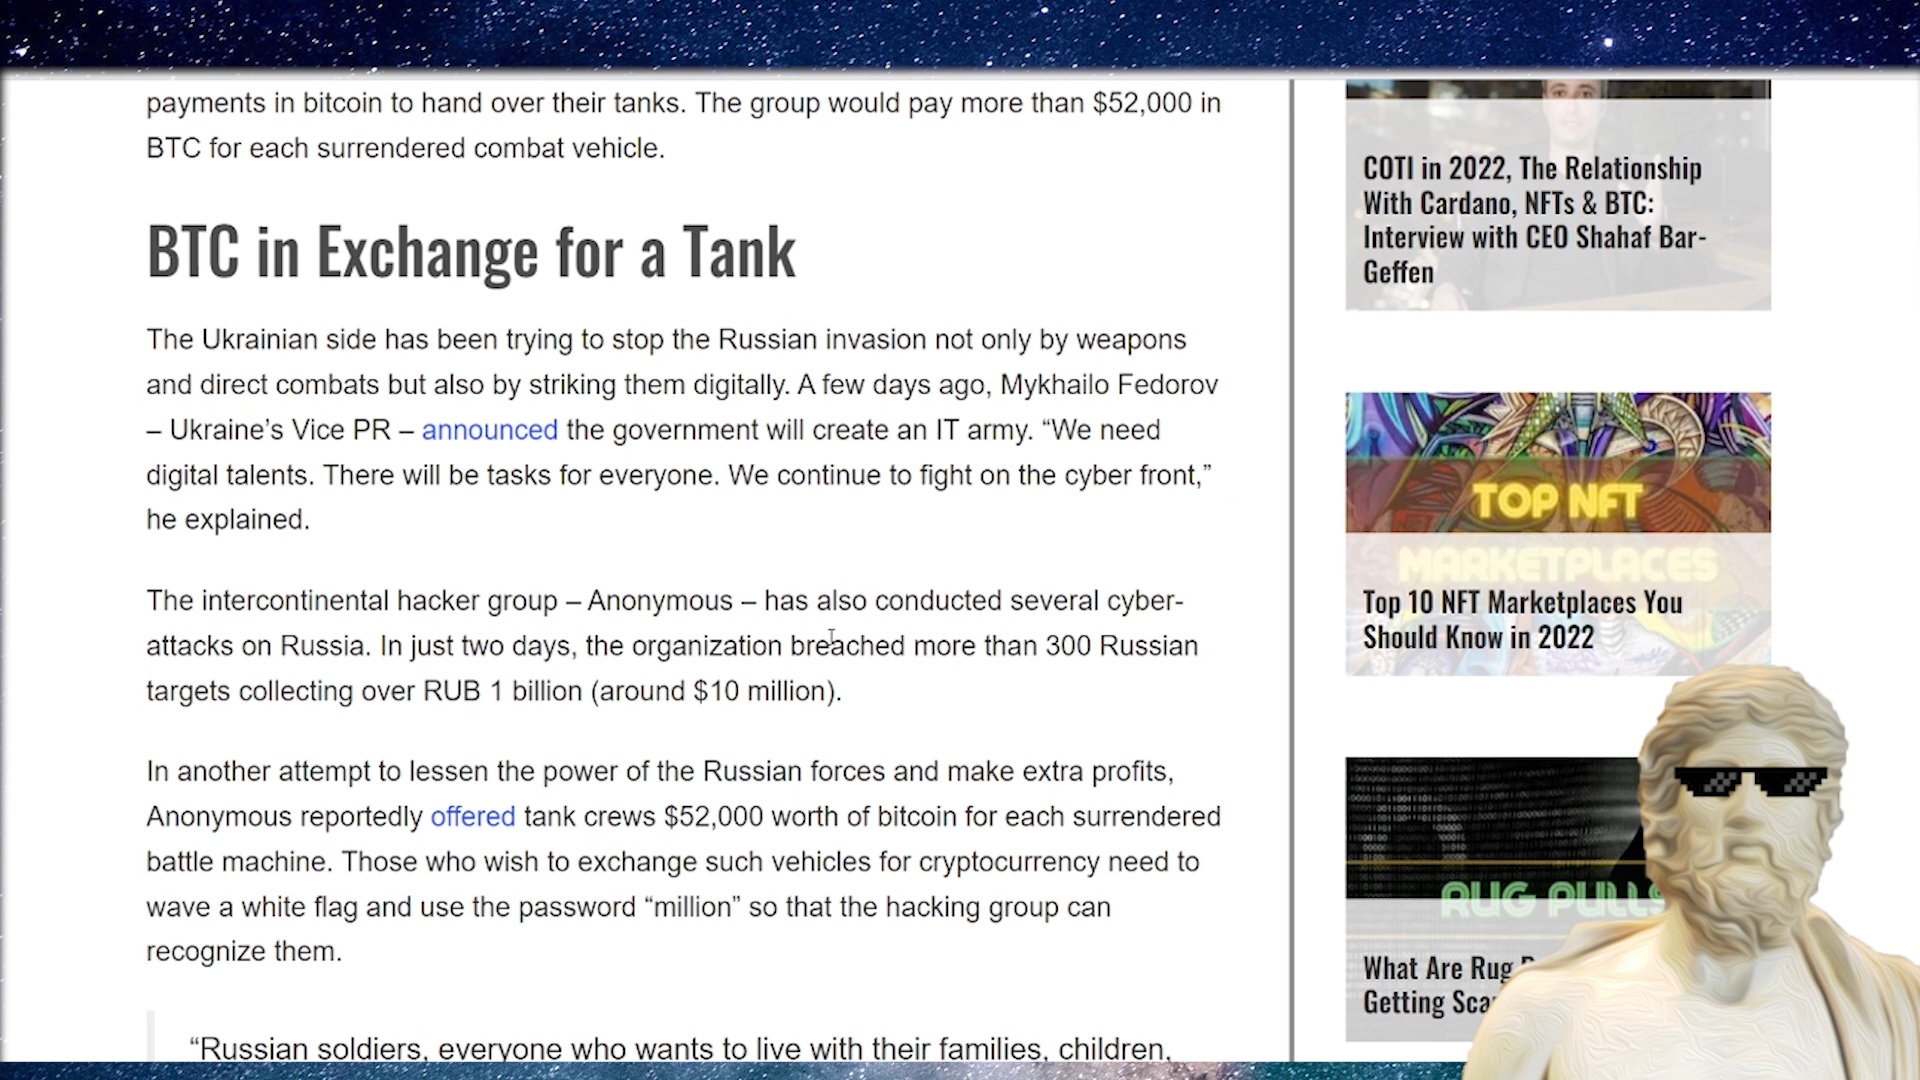 payments in bitcoin to hand over their tanks. The group would pay more than $52,000 in
BTC for each surrendered combat vehicle.
BTC in Exchange for a Tank
The Ukrainian side has been trying to stop the Russian invasion not only by weapons
and direct combats but also by striking them digitally. A few days ago, Mykhailo Fedorov
– Ukraine’s Vice PR – announced the government will create an IT army. “We need
digital talents. There will be tasks for everyone. We continue to fight on the cyber front,”
he explained.
The intercontinental hacker group – Anonymous – has also conducted several cyber-
attacks on Russia. In just two days, the organization breached more than 300 Russian
targets collecting over RUB 1 billion (around $10 million).
In another attempt to lessen the power of the Russian forces and make extra profits,
Anonymous reportedly offered tank crews $52,000 worth of bitcoin for each surrendered
battle machine. Those who wish to exchange such vehicles for cryptocurrency need to
wave a white flag and use the password “million” so that the hacking group can
recognize them.
“Russian soldiers, everyone who wants to live with their families, children,
COTI in 2022, The Relationship
With Cardano, NFTs & BTC:
Interview with CEO Shahaf Bar-
Geffen
TOP NFT
MARKETPLACES
Top 10 NFT Marketplaces You
Should Know in 2022
RUG PULLS
What Are Rug
Getting